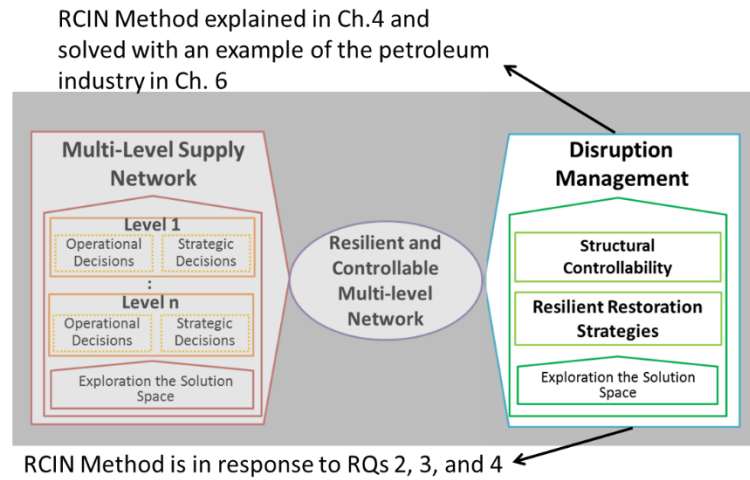 RCIN Method explained in Ch.4 and
solved with an example of the petroleum
industry in Ch. 6
Multi-Level Supply
Network
Level 1
Operational
Decisions
Strategic
Decisions
:
Level n
Operational
Decisions
Strategic
Decisions
Exploration the Solution
Space
Resilient and
Controllable
Multi-level
Network
Disruption
Management
Structural
Controllability
Resilient Restoration
Strategies
Exploration the Solution
Space
RCIN Method is in response to RQs 2, 3, and 4